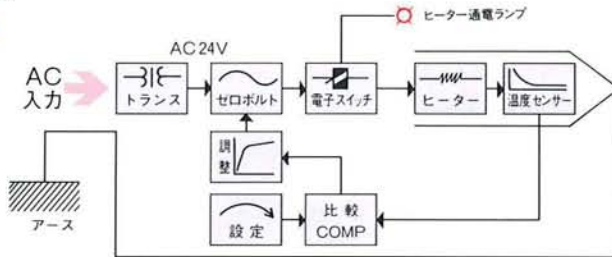 ヒーター通電ランプ
AC24V
AC
入力
トランス
ゼロボルト
電子スイッチ
ヒーター
温度センサー
調
整
設定
比較
COMP
アース